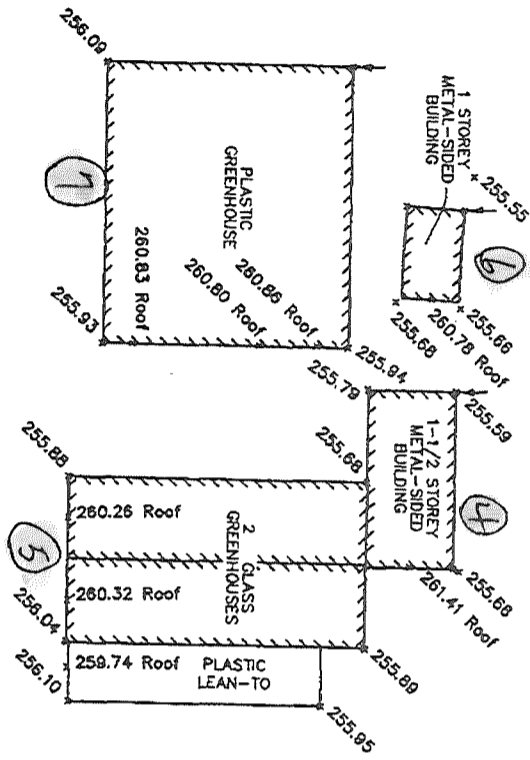 256.09
1 STOREY
METAL-SIDED
BUILDING
255.55
6
255.66
260.78 Roof
255.68
PLASTIC
GREENHOUSE
7
260.83 Roof
260.80 Roof
260.86 Roof
255.93
255.94
255.79
255.59
1-1/2 STOREY
METAL-SIDED
BUILDING
4
255.68
261.41 Roof
255.68
255.88
260.26 Roof
2 GLASS
GREENHOUSES
5
260.32 Roof
256.04
259.74 Roof
PLASTIC
LEAN-TO
256.10
255.89
255.95